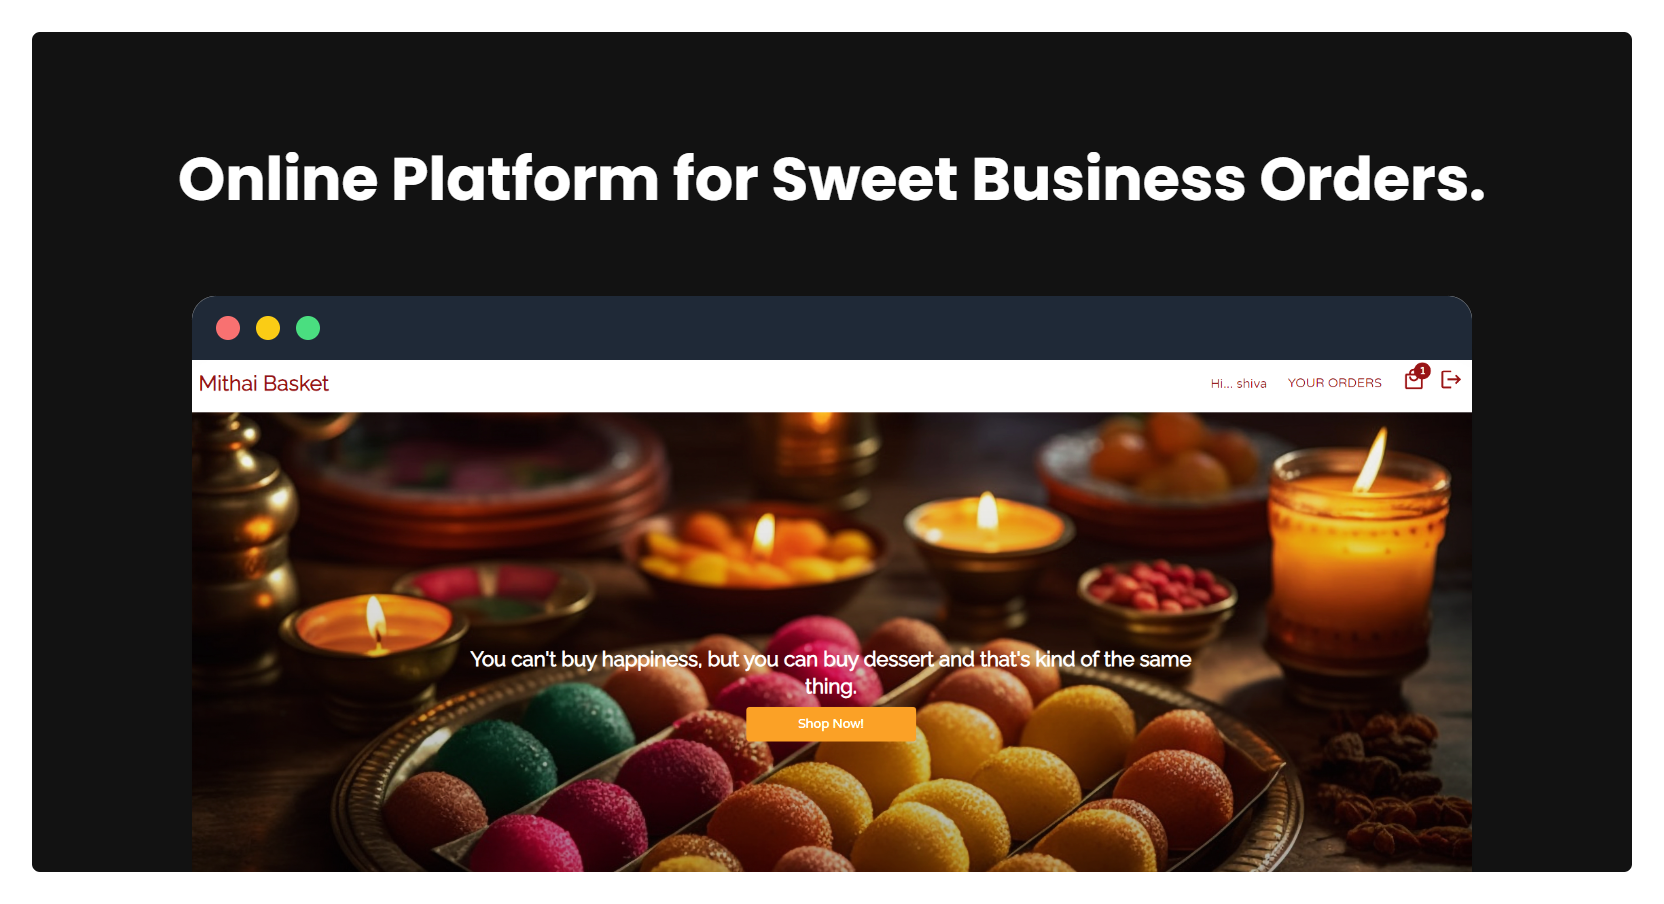 Online Platform for Sweet Business Orders.
Mithai Basket
Hi... shiva
YOUR ORDERS
1
You can't buy happiness, but you can buy dessert and that's kind of the same
thing.
Shop Now!